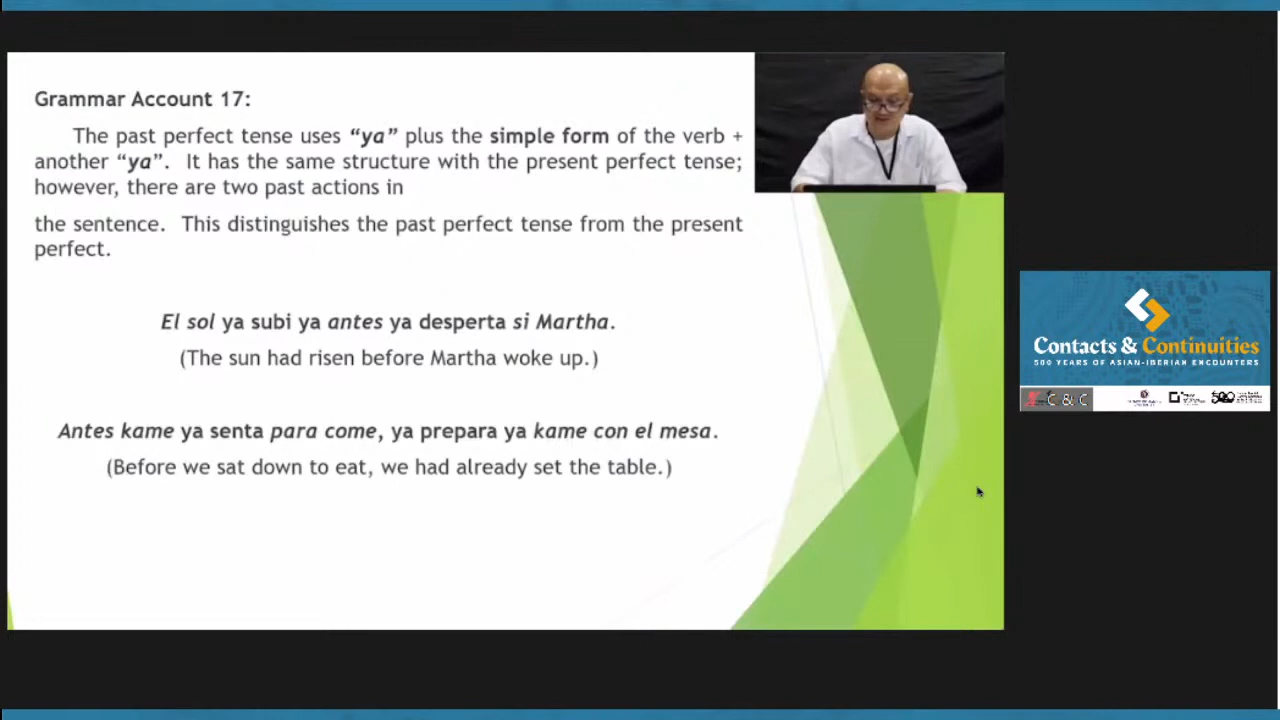 Grammar Account 17:
The past perfect tense uses “ya” plus the simple form of the verb +
another “ya”. It has the same structure with the present perfect tense;
however, there are two past actions in
the sentence. This distinguishes the past perfect tense from the present
perfect.
El sol ya subi ya antes ya desperta si Martha.
(The sun had risen before Martha woke up.)
Antes kame ya senta para come, ya prepara ya kame con el mesa.
(Before we sat down to eat, we had already set the table.)
Contacts & Continuities
500 YEARS OF ASIAN-IBERIAN ENCOUNTERS
C & C